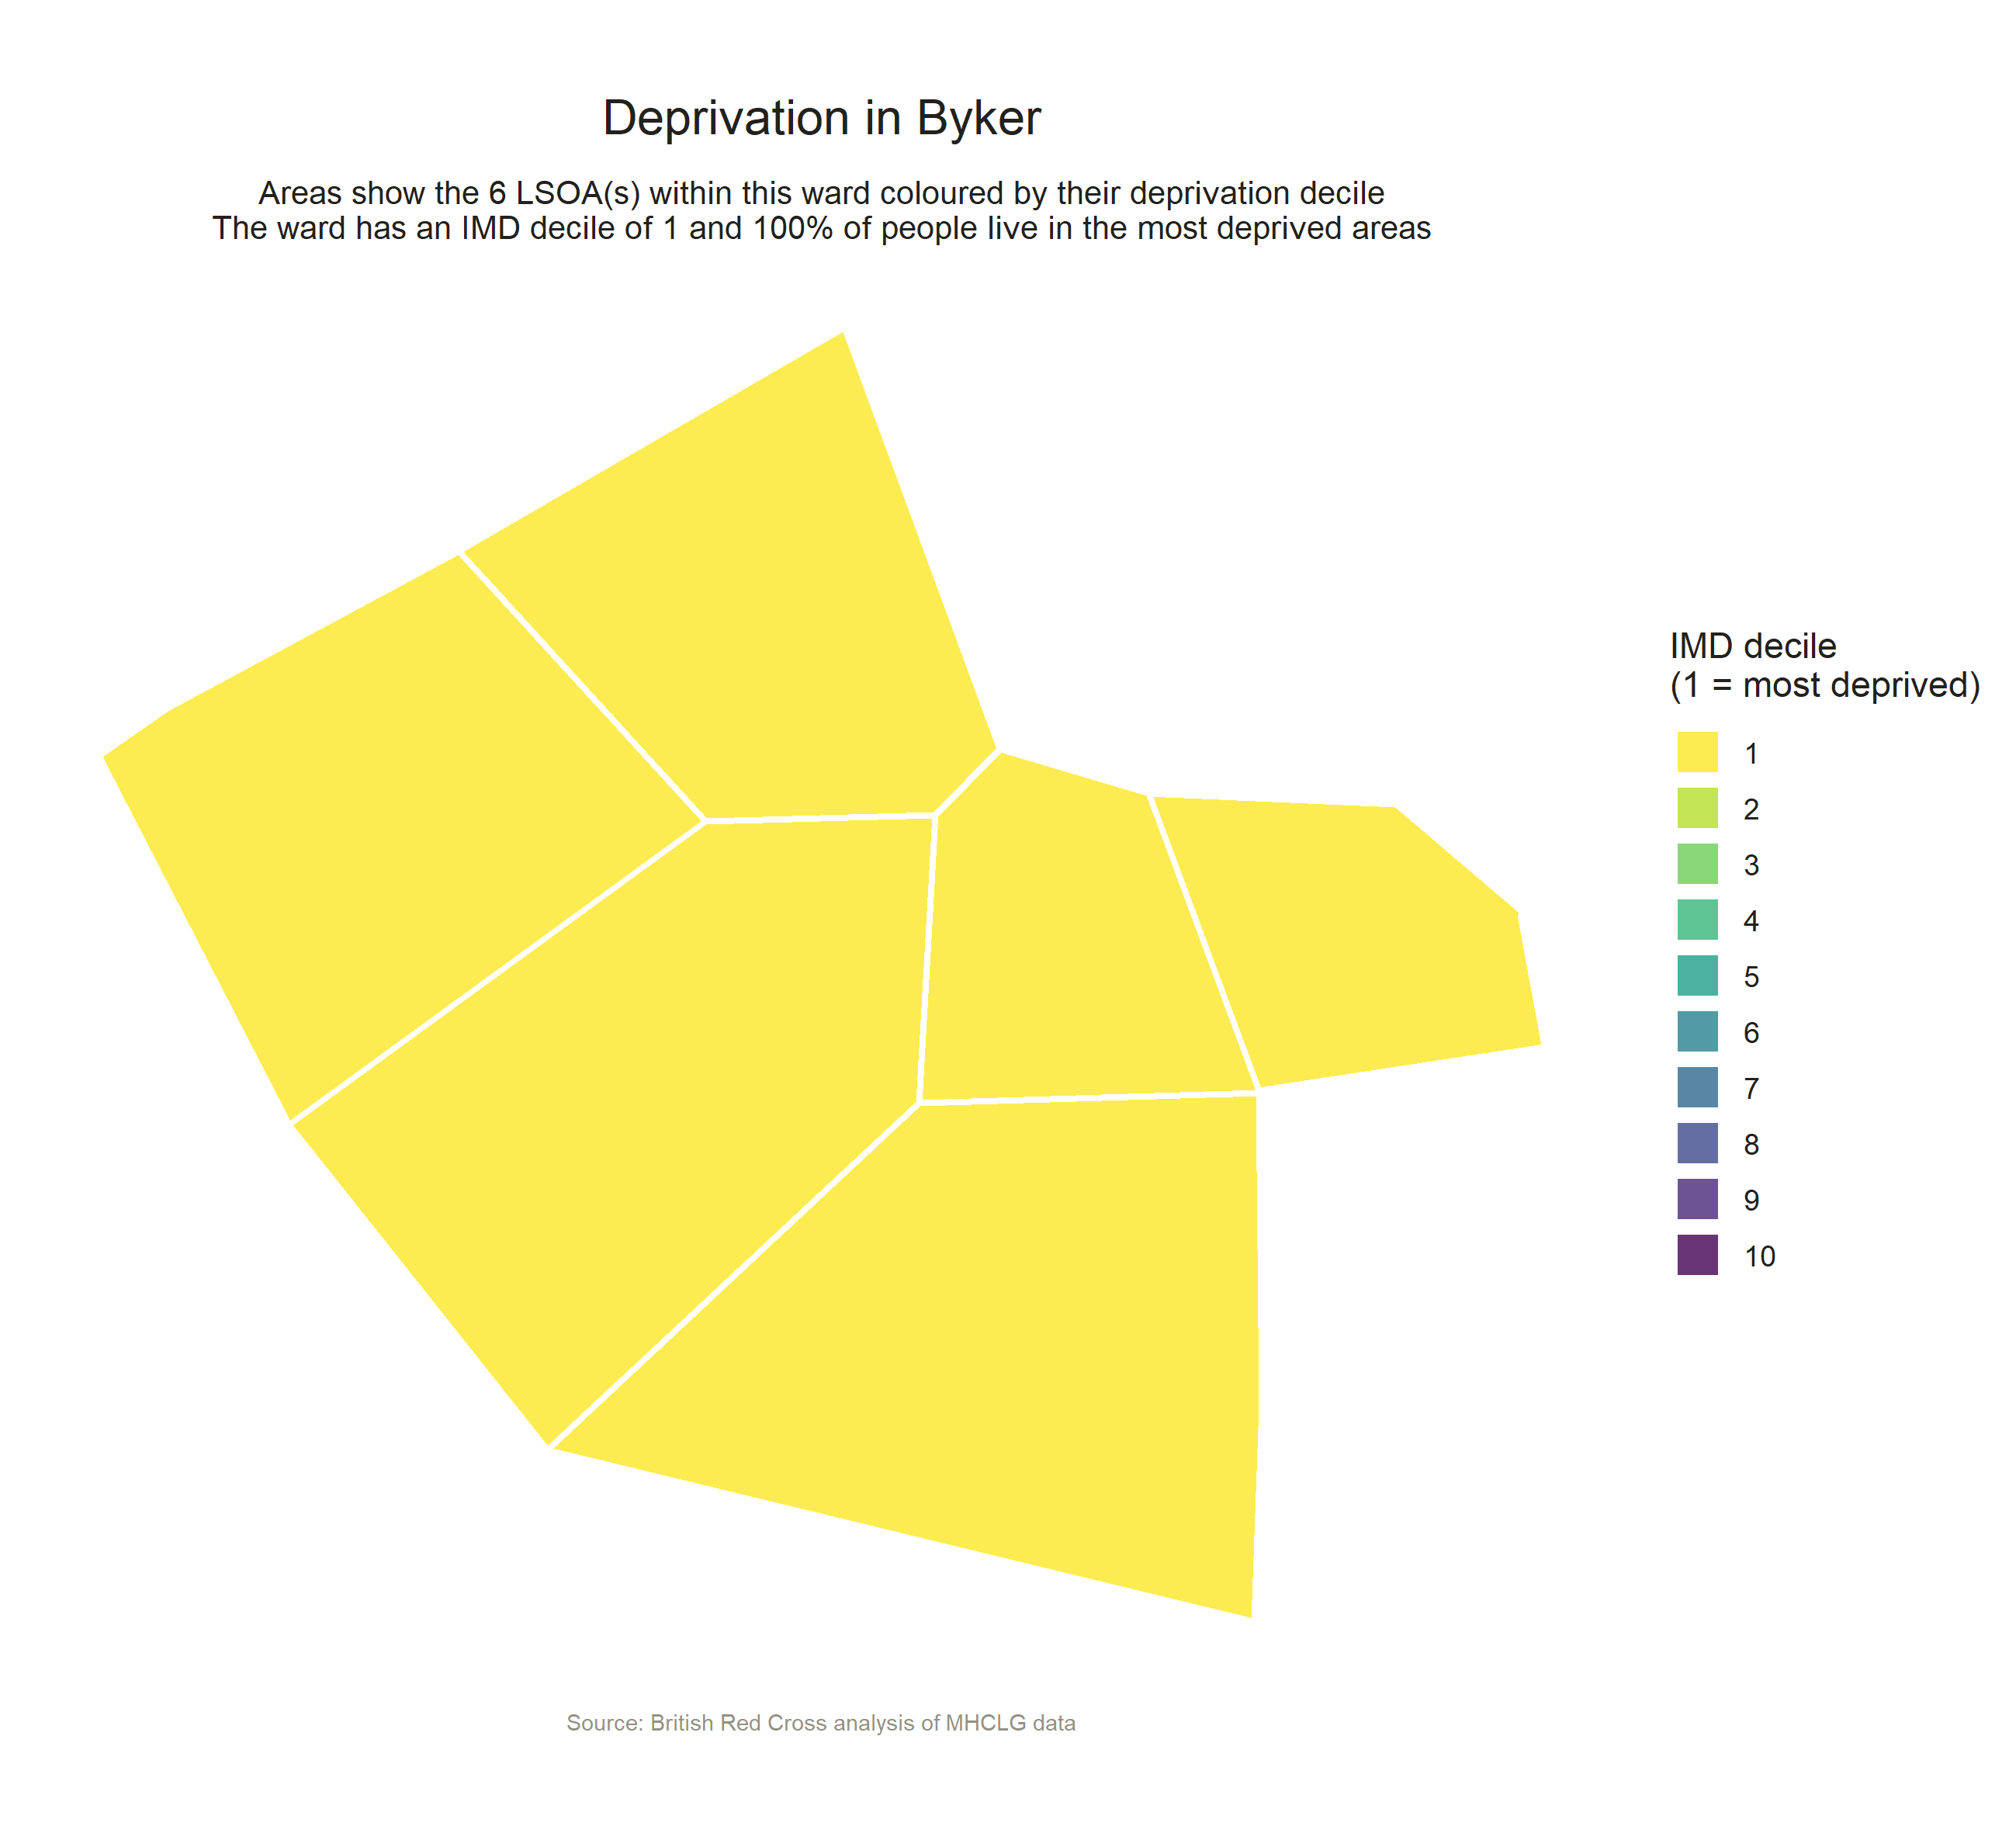 Deprivation in Byker
Areas show the 6 LSOA(s) within this ward coloured by their deprivation decile
The ward has an IMD decile of 1 and 100% of people live in the most deprived areas
IMD decile
(1 = most deprived)
1
2
3
4
5
6
7
8
9
10
Source: British Red Cross analysis of MHCLG data